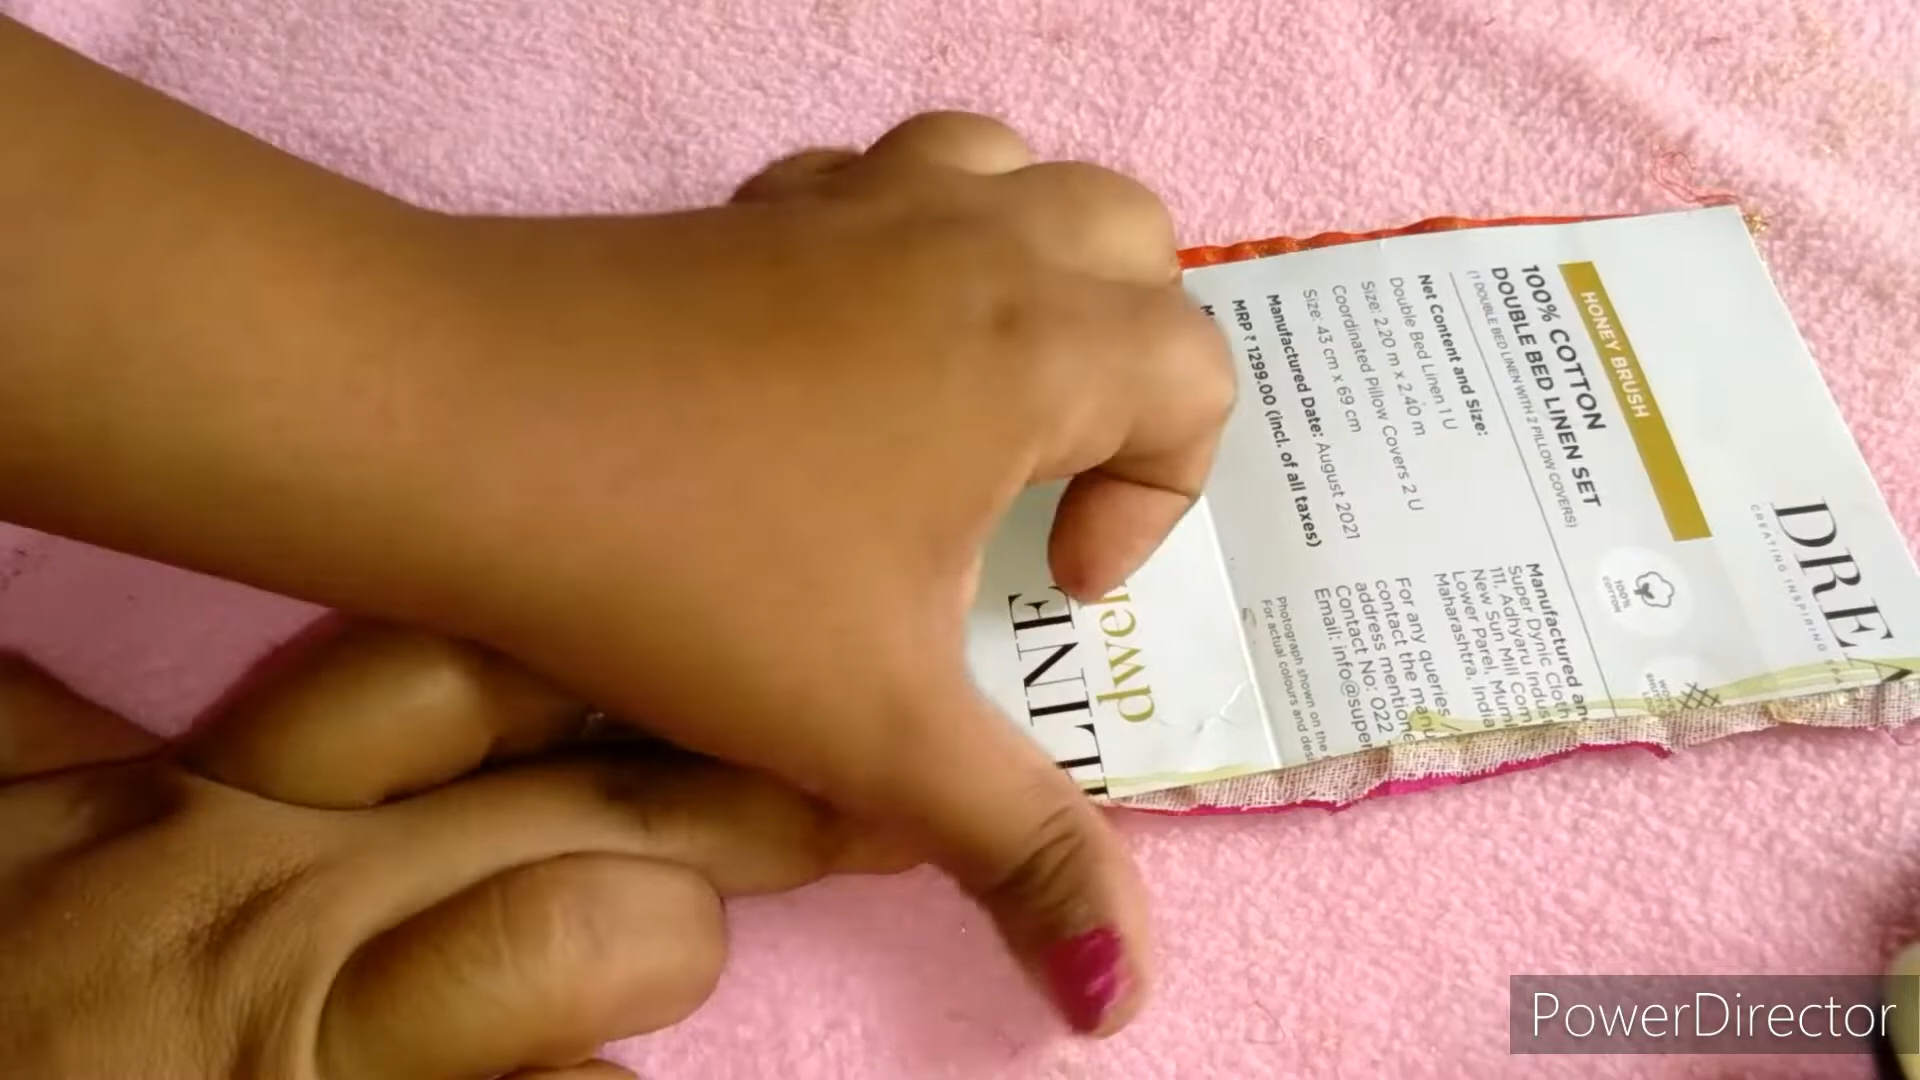 DREA
CREATING INSPIRING
HONEY BRUSH
100% COTTON
DOUBLE BED LINEN SET
(1 DOUBLE BED LINEN WITH 2 PILLOW COVERS)
Net Content and Size:
Double Bed Linen 1 U
Size: 2.20 m x 2.40 m
Coordinated Pillow Covers 2 U
Size: 43 cm x 69 cm
Manufactured Date: August 2021
MRP ₹ 1299.00 (incl. of all taxes)
100%
COTTON
Manufactured an
Super Dynic Cloth
111, Adhyaru Indus
New Sun Mill Com
Lower Parel, Mum
Maharashtra, India
For any queries
contact the manu
address mentione
Contact No: 022 -
Email: info@super
Photograph shown on the
For actual colours and des
dwel
LINE
PowerDirector